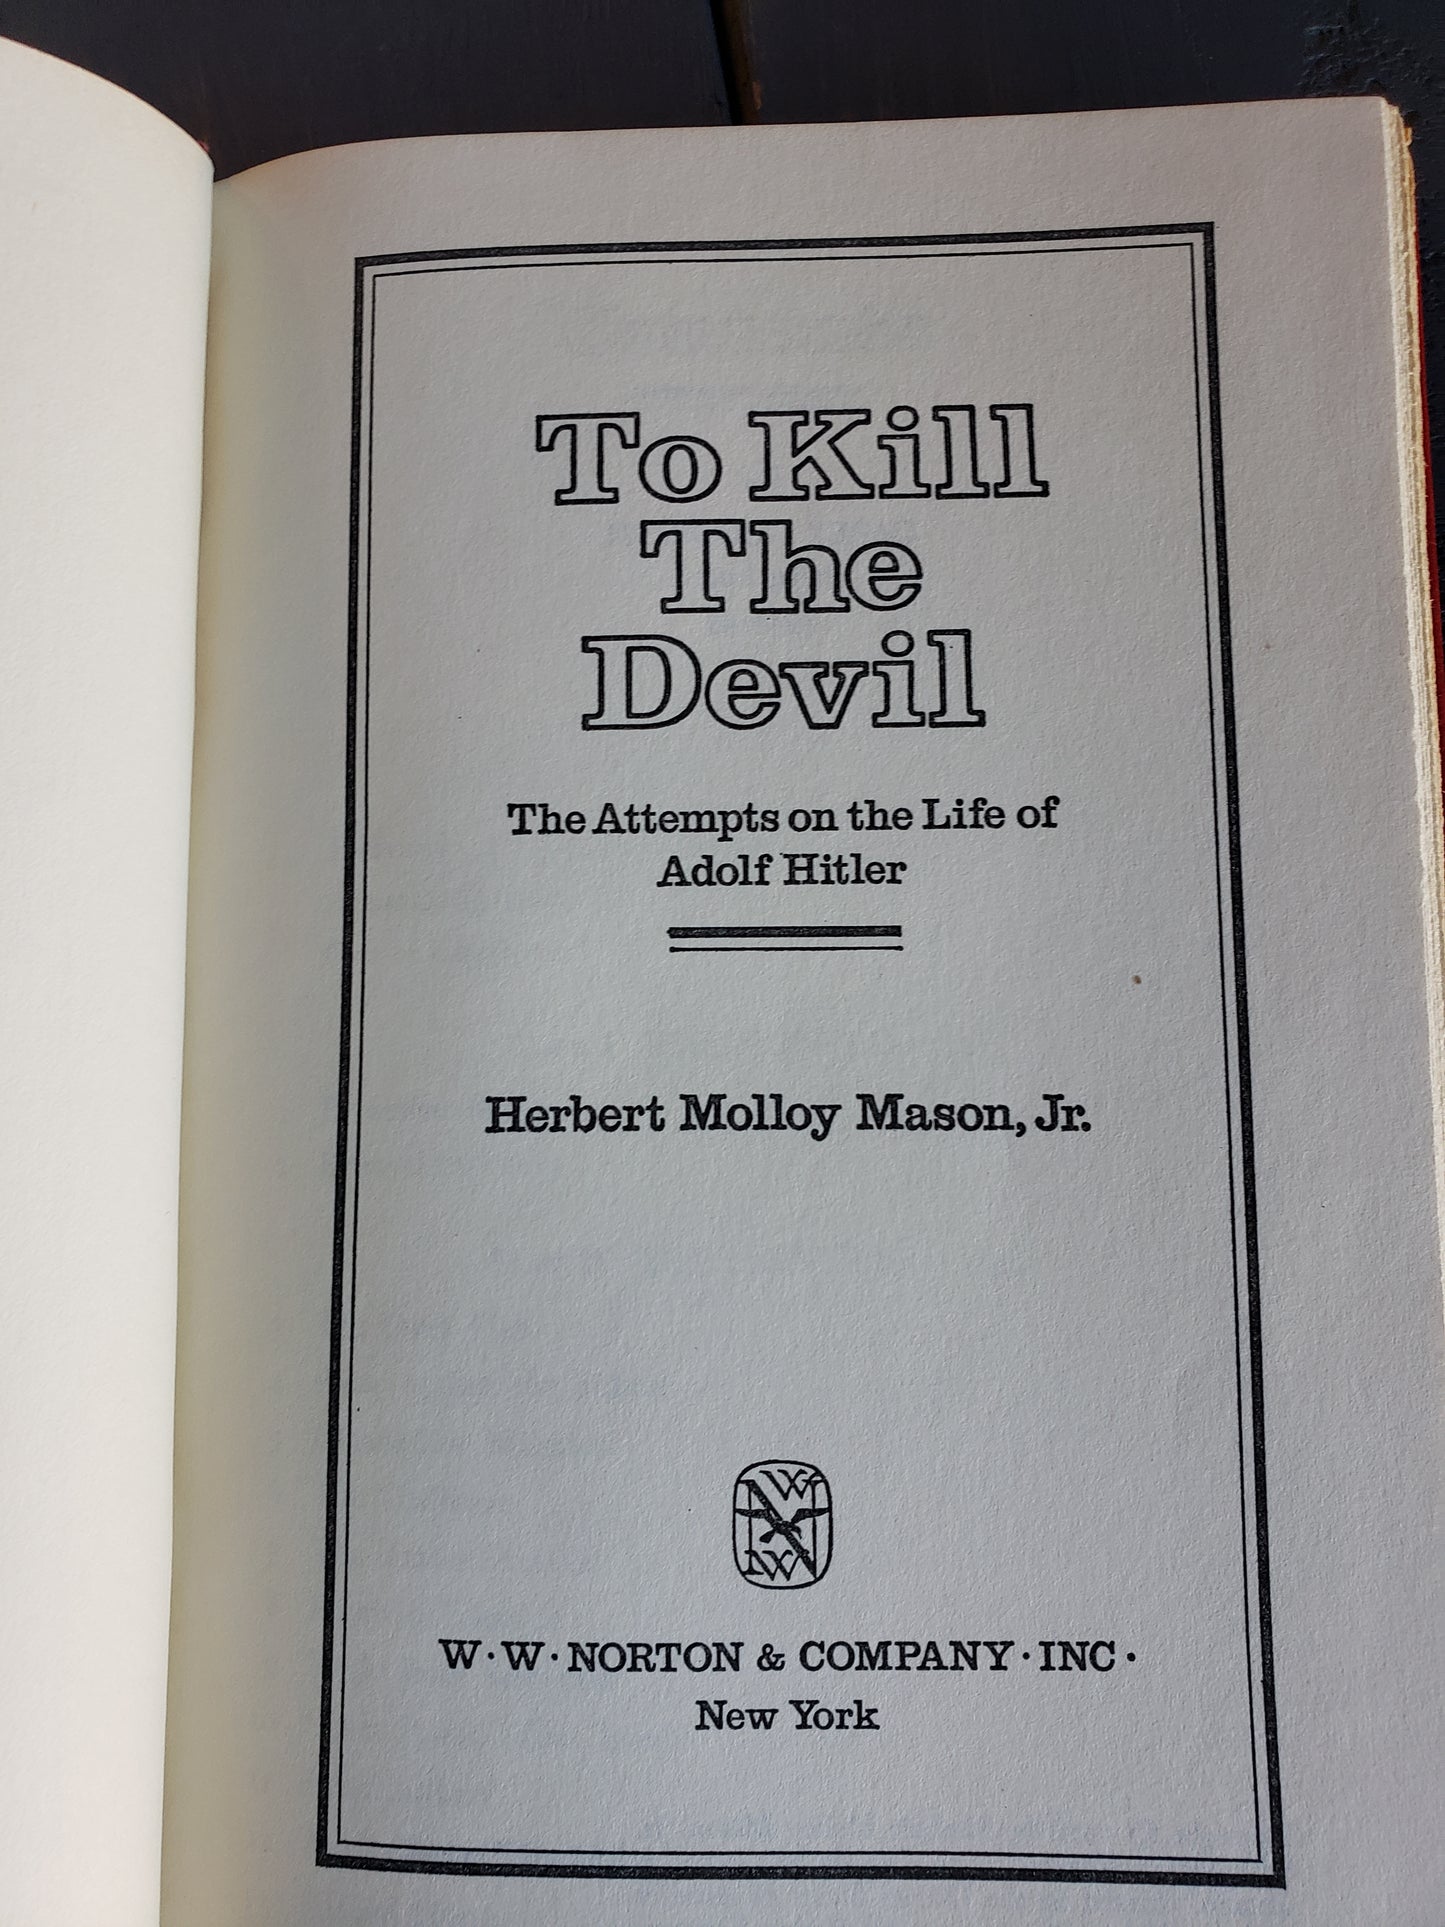 To Kill
The
Devil
The Attempts on the Life of
Adolf Hitler
Herbert Molloy Mason, Jr.
W W
N
W·W·NORTON & COMPANY·INC·
New York